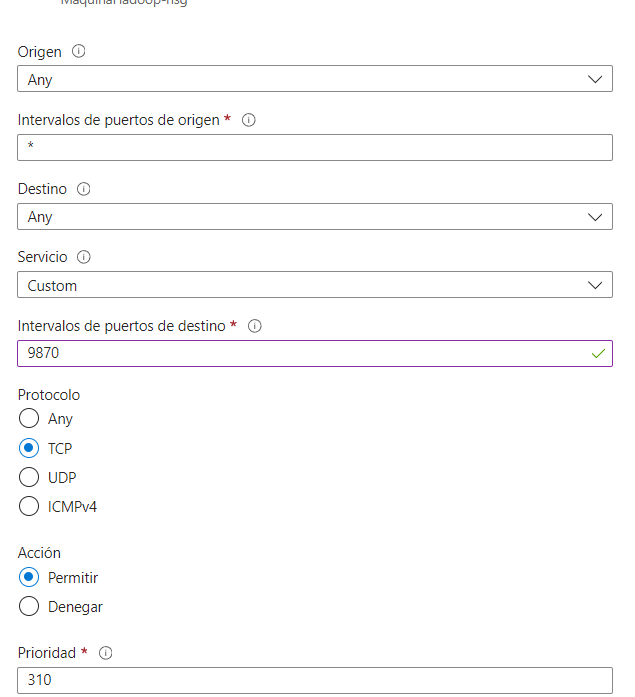 Origen
Any
Intervalos de puertos de origen *
*
Destino
Any
Servicio
Custom
Intervalos de puertos de destino *
9870
Protocolo
Any
TCP
UDP
ICMPv4
Acción
Permitir
Denegar
Prioridad *
310